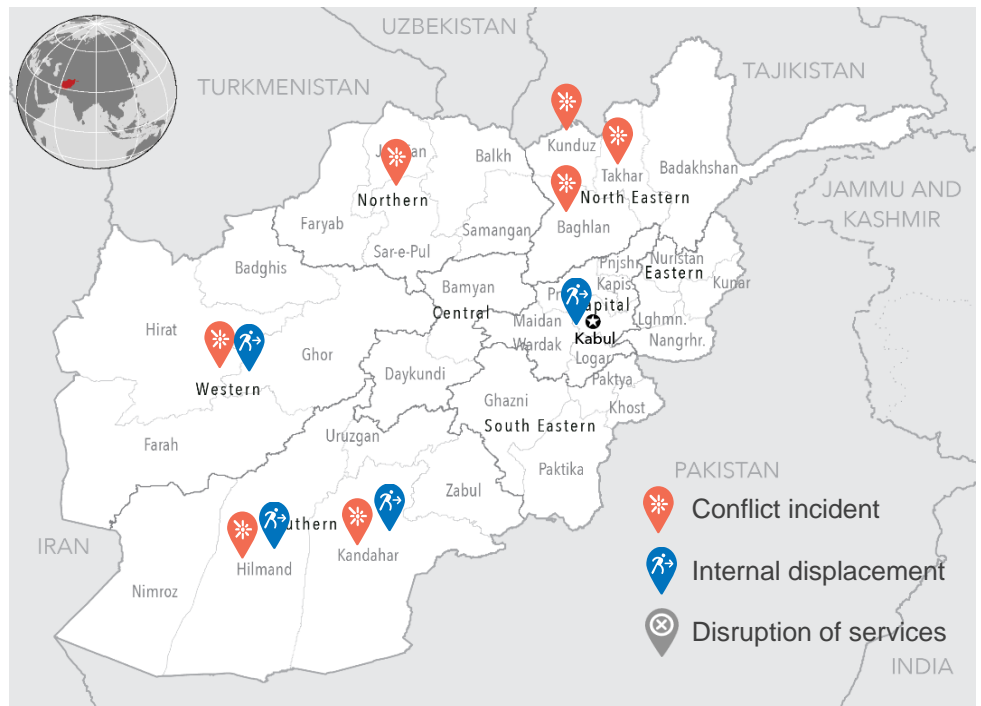 UZBEKISTAN
TAJIKISTAN
TURKMENISTAN
Kunduz
Balkh
Badakhshan
Takhar
JAMMU AND
KASHMIR
Northern
North Eastern
Faryab
Samangan
Baghlan
Sar-e-Pul
Nuristan
Pnjshr
Badghis
Eastern
Kapis
Kunar
Bamyan
Central
Maidan
Wardak
Lghmn.
Hirat
Kabul
Nangrhr.
Ghor
Logar
Daykundi
Paktya
Western
Ghazni
Khost
South Eastern
Uruzgan
Farah
Paktika
PAKISTAN
Zabul
Conflict incident
IRAN
Kandahar
Hilmand
Internal displacement
Nimroz
Disruption of services
INDIA